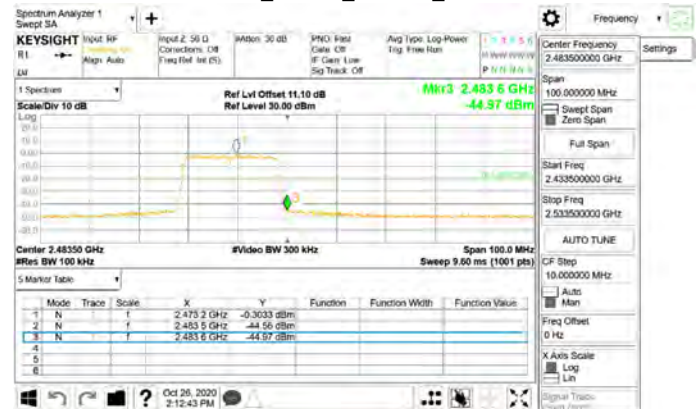 Spectrum Analyzer 1
Swept SA
+
Frequency
KEYSIGHT
Input: RF
Input Z: 50 Ω
#Atten: 30 dB
PNO: Fast
Avg Type: Log-Power
RL
Align: Auto
Corrections: Off
Freq Ref: Int (S)
Gate: Off
IF Gain: Low
Sig Track: Off
Trig: Free Run
Center Frequency
2.483500000 GHz
Settings
Span
100.000000 MHz
Swept Span
Zero Span
Full Span
Start Freq
2.433500000 GHz
Stop Freq
2.533500000 GHz
AUTO TUNE
CF Step
10.000000 MHz
Auto
Man
Freq Offset
0 Hz
X Axis Scale
Log
Lin
Signal Track
1 Spectrum
Scale/Div 10 dB
Ref Lvl Offset 11.10 dB
Ref Level 30.00 dBm
Mkr3 2.483 6 GHz
-44.97 dBm
Log
3
Center 2.48350 GHz
#Video BW 300 kHz
Span 100.0 MHz
#Res BW 100 kHz
Sweep 9.60 ms (1001 pts)
5 Marker Table
Mode Trace Scale X Y Function Function Width Function Value
1 N 1 f 2.473 2 GHz -0.3033 dBm
2 N 1 f 2.483 5 GHz -44.56 dBm
3 N 1 f 2.483 6 GHz -44.97 dBm
4
5
6
?
Oct 26, 2020
2:12:43 PM